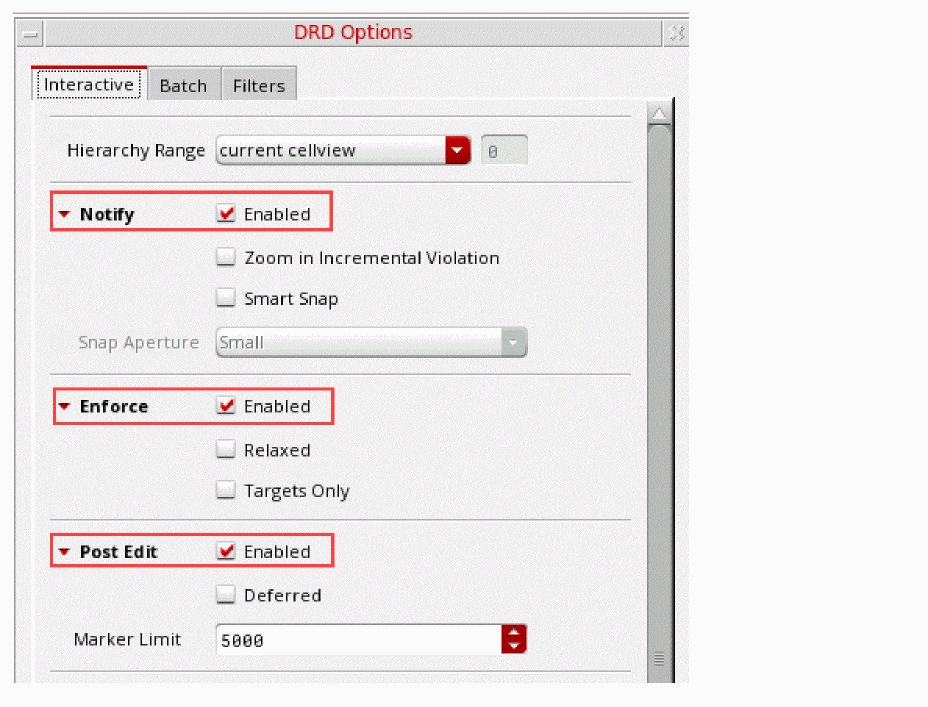 DRD Options
Interactive Batch Filters
Hierarchy Range current cellview 0
Notify Enabled
Zoom in Incremental Violation
Smart Snap
Snap Aperture Small
Enforce Enabled
Relaxed
Targets Only
Post Edit Enabled
Deferred
Marker Limit 5000